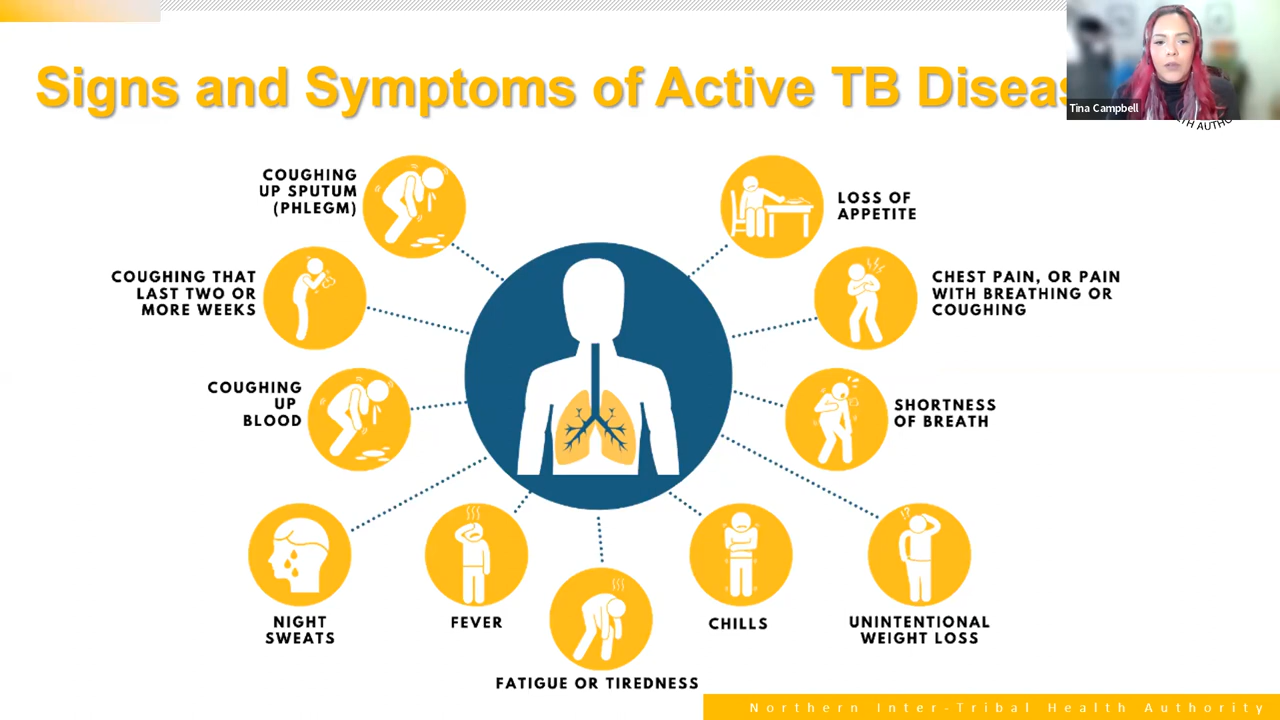 Signs and Symptoms of Active TB Diseas
Tina Campbell
TH AUTHO
COUGHING
UP SPUTUM
(PHLEGM)
LOSS OF
APPETITE
COUGHING THAT
LAST TWO OR
MORE WEEKS
CHEST PAIN, OR PAIN
WITH BREATHING OR
COUGHING
COUGHING
UP
BLOOD
SHORTNESS
OF BREATH
!?
NIGHT
SWEATS
FEVER
CHILLS
UNINTENTIONAL
WEIGHT LOSS
FATIGUE OR TIREDNESS
Northern Inter-Tribal Health Authority